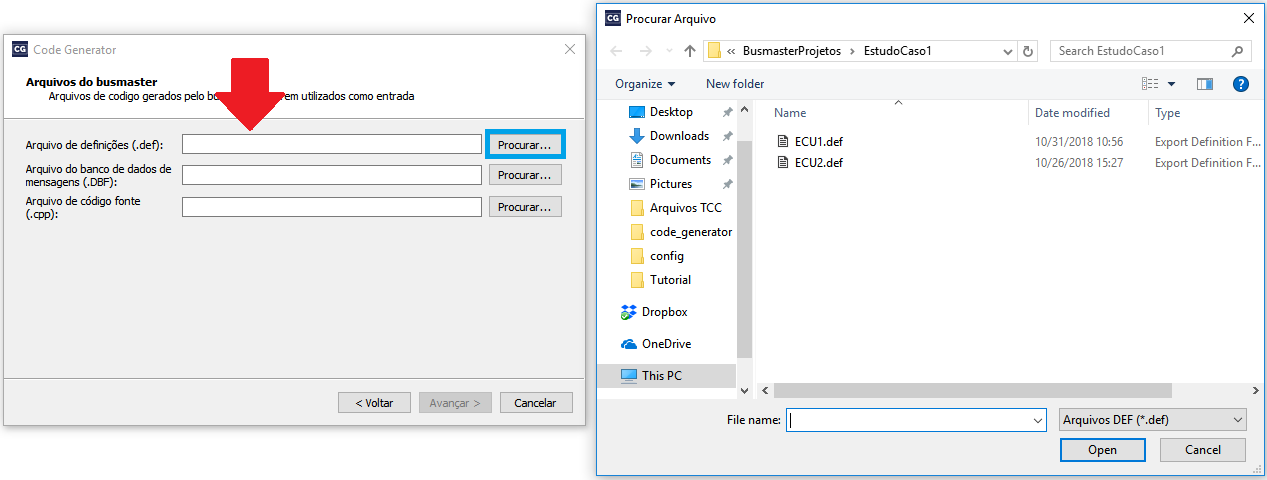 CG Code Generator
Arquivos do busmaster
Arquivos de codigo gerados pelo bu em utilizados como entrada
Arquivo de definições (.def):
Procurar...
Arquivo do banco de dados de
mensagens (.DBF):
Procurar...
Arquivo de código fonte
(.cpp):
Procurar...
< Voltar
Avançar >
Cancelar
CG Procurar Arquivo
« BusmasterProjetos > EstudoCaso1
Search EstudoCaso1
Organize
New folder
Desktop
Downloads
Documents
Pictures
Arquivos TCC
code_generator
config
Tutorial
Dropbox
OneDrive
This PC
Name Date modified Type
ECU1.def 10/31/2018 10:56 Export Definition F...
ECU2.def 10/26/2018 15:27 Export Definition F...
File name:
Arquivos DEF (*.def)
Open
Cancel